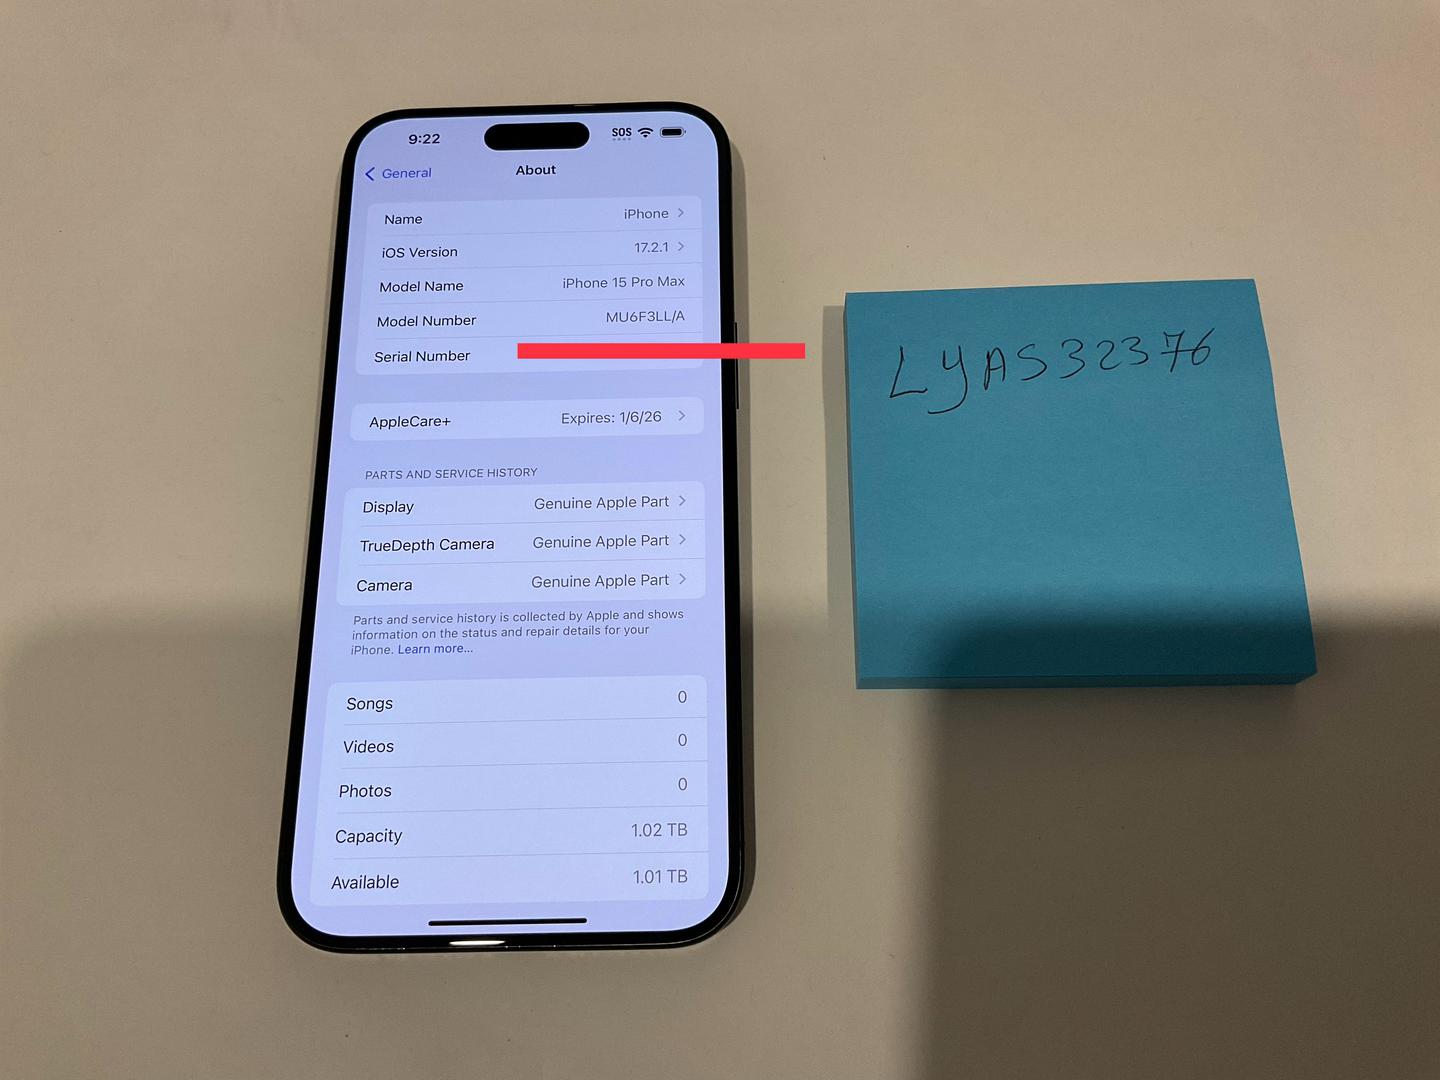 9:22
SOS
General
About
Name iPhone
iOS Version 17.2.1
Model Name iPhone 15 Pro Max
Model Number MU6F3LL/A
Serial Number
AppleCare+ Expires: 1/6/26
PARTS AND SERVICE HISTORY
Display Genuine Apple Part
TrueDepth Camera Genuine Apple Part
Camera Genuine Apple Part
Parts and service history is collected by Apple and shows
information on the status and repair details for your
iPhone. Learn more...
Songs 0
Videos 0
Photos 0
Capacity 1.02 TB
Available 1.01 TB
LYAS32376